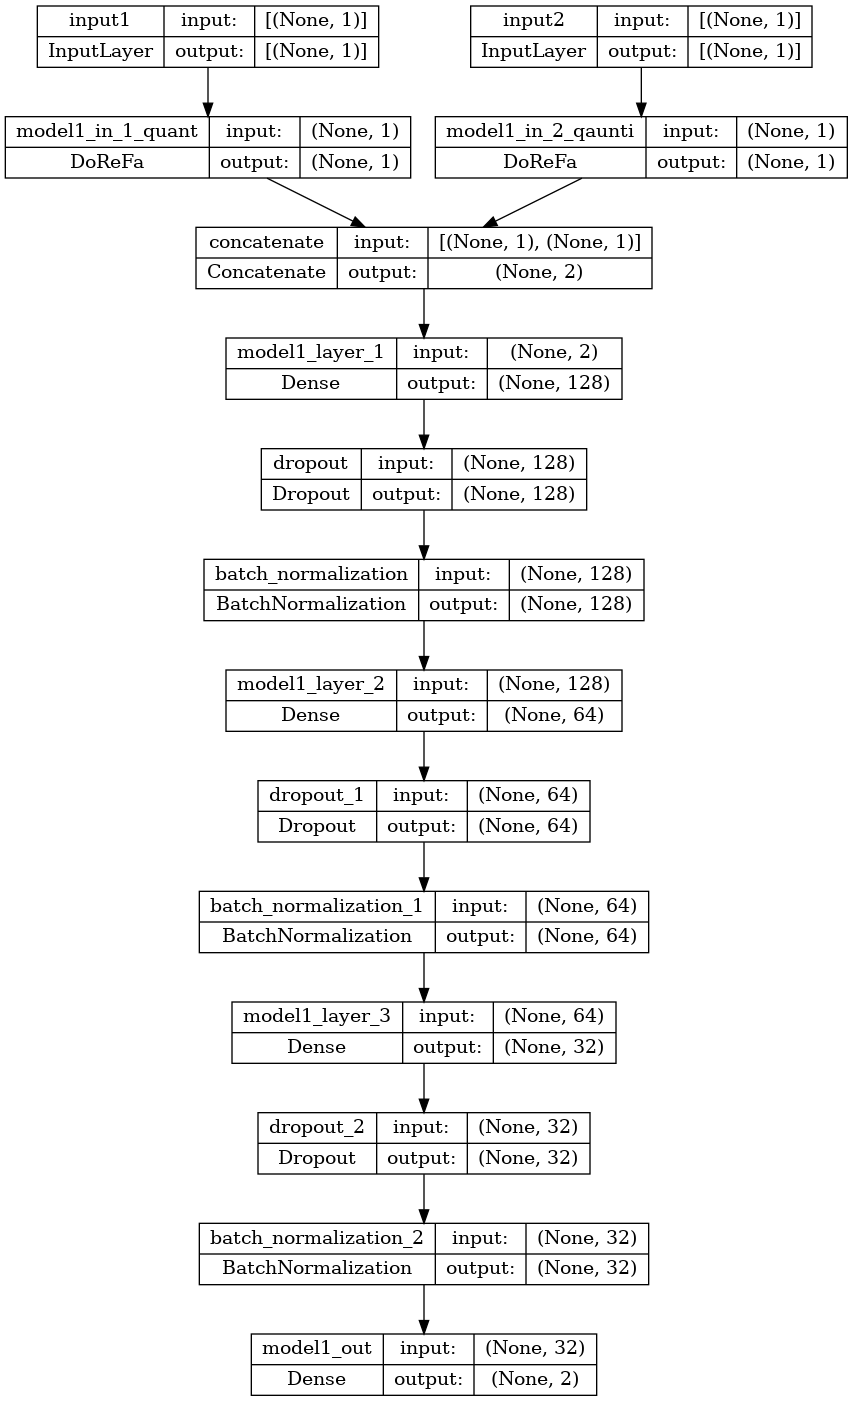 input1 input: [(None, 1)]
InputLayer output: [(None, 1)]
input2 input: [(None, 1)]
InputLayer output: [(None, 1)]
model1_in_1_quant input: (None, 1)
DoReFa output: (None, 1)
model1_in_2_qaunti input: (None, 1)
DoReFa output: (None, 1)
concatenate input: [(None, 1), (None, 1)]
Concatenate output: (None, 2)
model1_layer_1 input: (None, 2)
Dense output: (None, 128)
dropout input: (None, 128)
Dropout output: (None, 128)
batch_normalization input: (None, 128)
BatchNormalization output: (None, 128)
model1_layer_2 input: (None, 128)
Dense output: (None, 64)
dropout_1 input: (None, 64)
Dropout output: (None, 64)
batch_normalization_1 input: (None, 64)
BatchNormalization output: (None, 64)
model1_layer_3 input: (None, 64)
Dense output: (None, 32)
dropout_2 input: (None, 32)
Dropout output: (None, 32)
batch_normalization_2 input: (None, 32)
BatchNormalization output: (None, 32)
model1_out input: (None, 32)
Dense output: (None, 2)